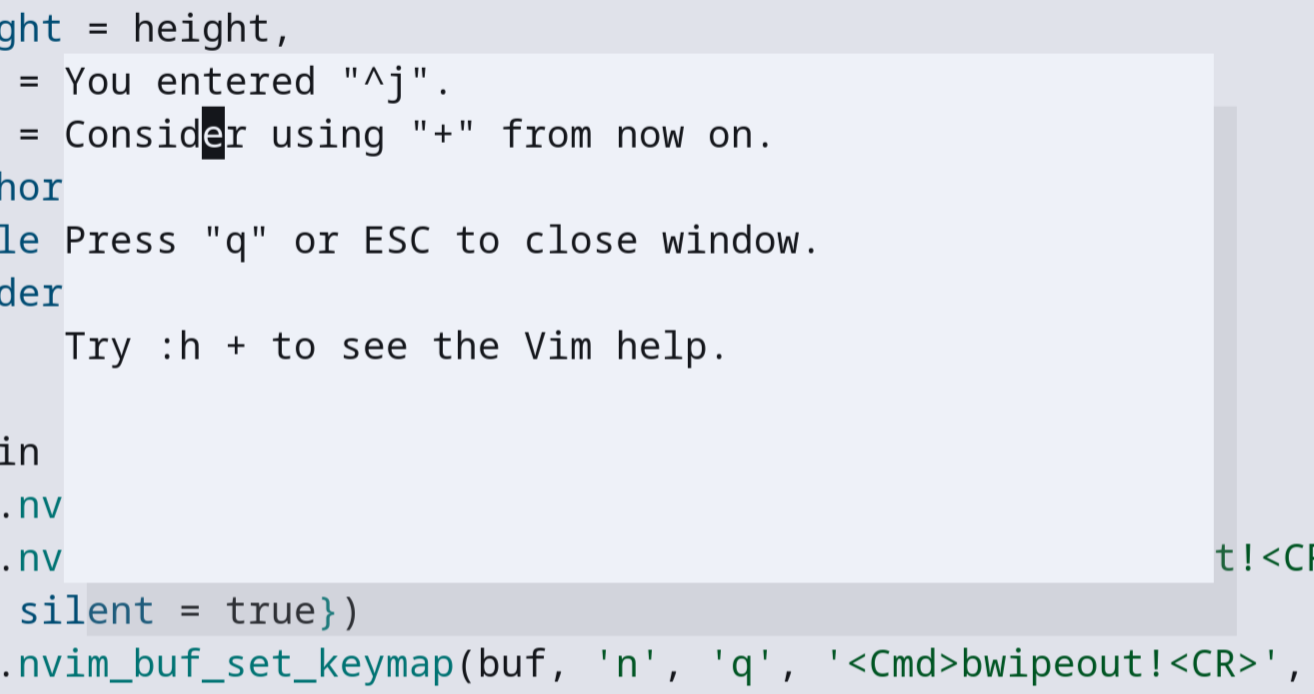 ght = height,
= You entered "^j".
= Consider using "+" from now on.
hor
le Press "q" or ESC to close window.
der
Try :h + to see the Vim help.
in
.nv
.nv t!<CR
silent = true})
.nvim_buf_set_keymap(buf, 'n', 'q', '<Cmd>bwipeout!<CR>',